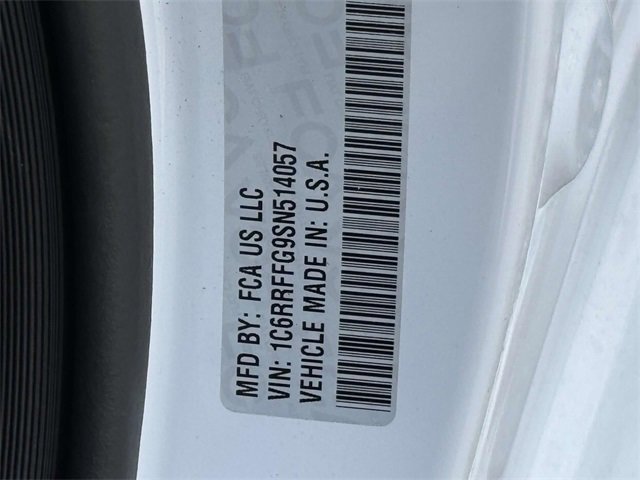 MFD BY: FCA US LLC
VIN: 1C6RRFFG9SN514057
VEHICLE MADE IN: U.S.A.